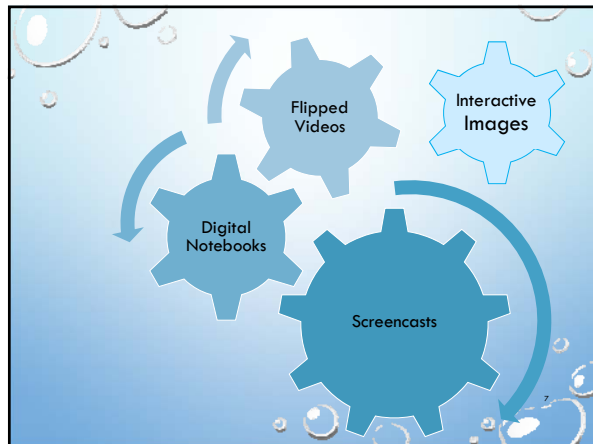 Flipped
Videos
Interactive
Images
Digital
Notebooks
Screencasts
7